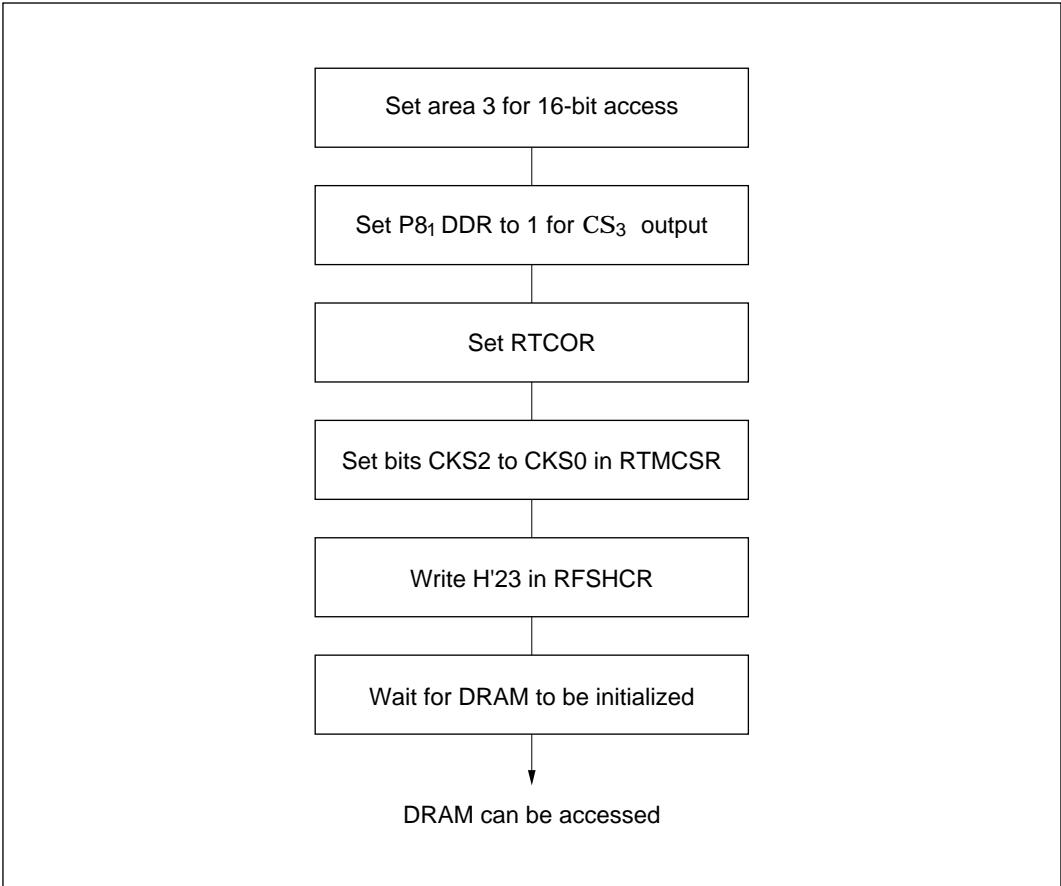 Set area 3 for 16-bit access
Set P8₁ DDR to 1 for CS₃ output
Set RTCOR
Set bits CKS2 to CKS0 in RTMCSR
Write H'23 in RFSHCR
Wait for DRAM to be initialized
DRAM can be accessed